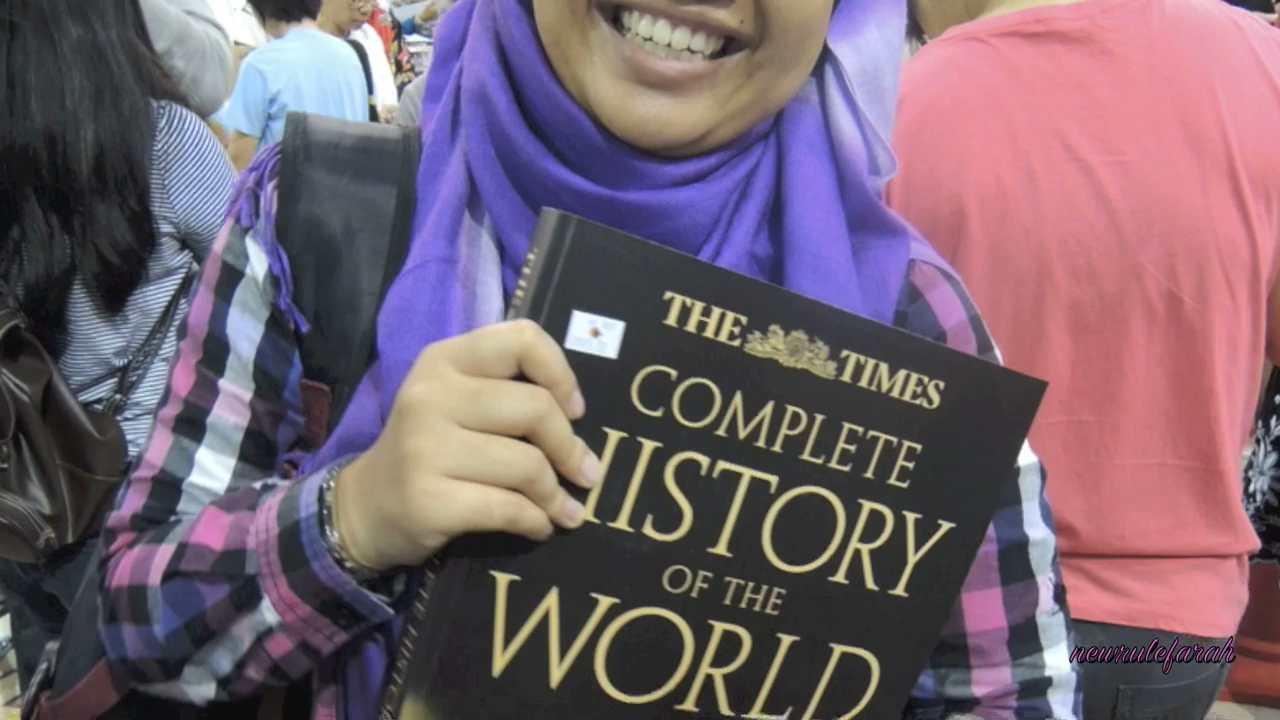 THE TIMES
COMPLETE
HISTORY
OF THE
WORLD
newrulefarah